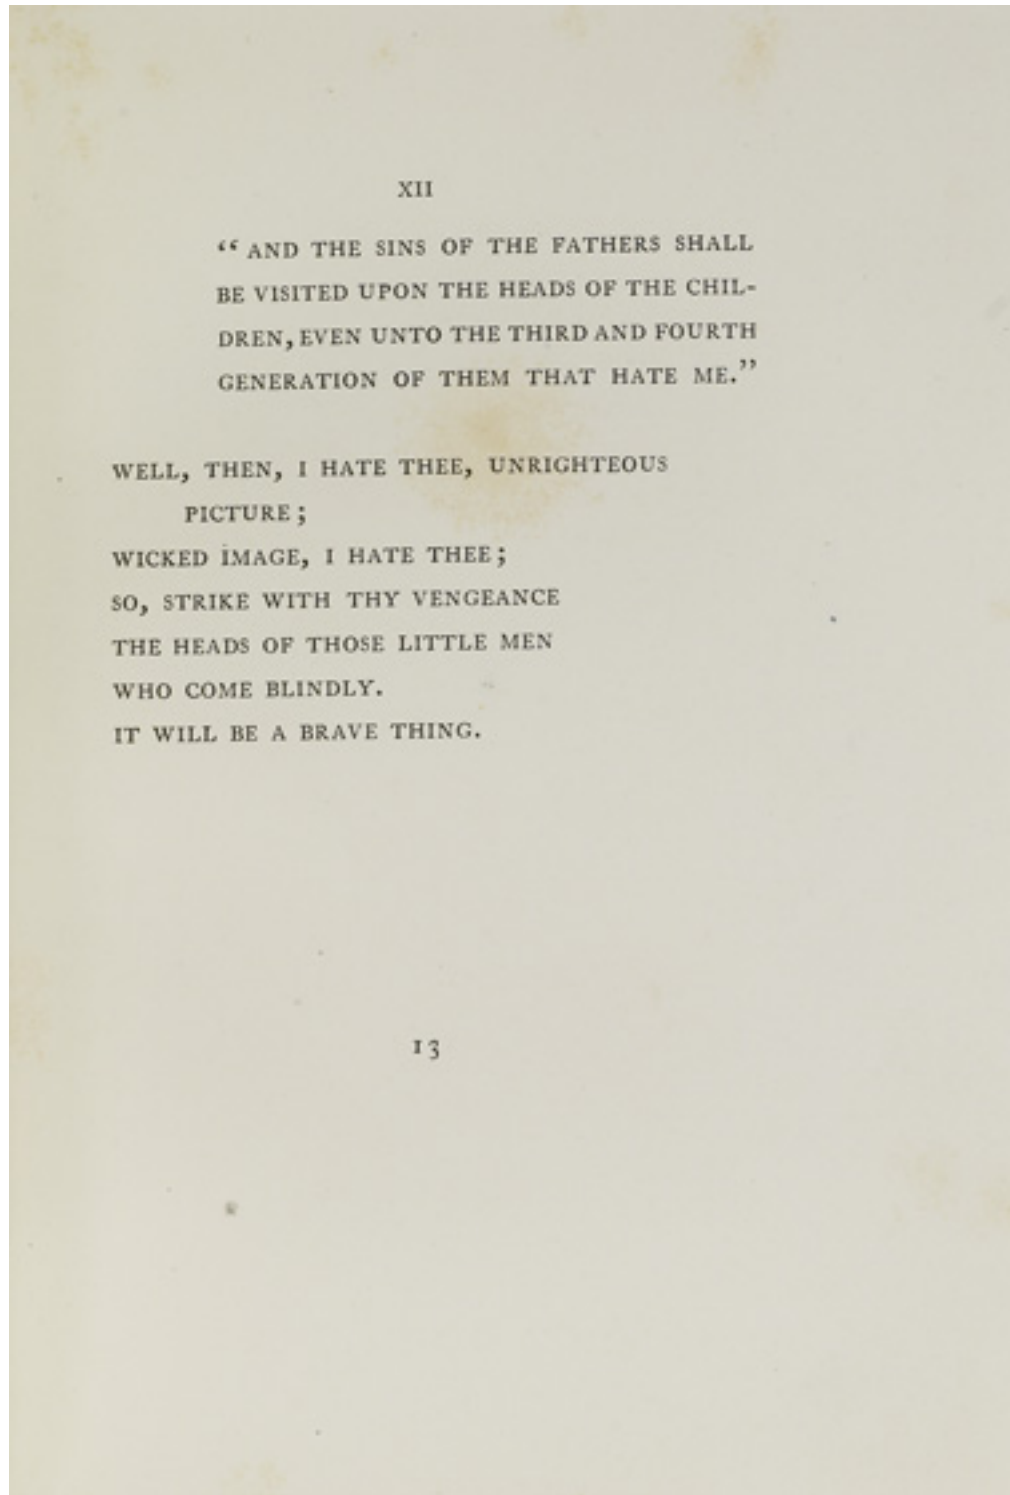 XII
“AND THE SINS OF THE FATHERS SHALL
BE VISITED UPON THE HEADS OF THE CHIL-
DREN, EVEN UNTO THE THIRD AND FOURTH
GENERATION OF THEM THAT HATE ME.”
WELL, THEN, I HATE THEE, UNRIGHTEOUS
PICTURE;
WICKED IMAGE, I HATE THEE;
SO, STRIKE WITH THY VENGEANCE
THE HEADS OF THOSE LITTLE MEN
WHO COME BLINDLY.
IT WILL BE A BRAVE THING.
13